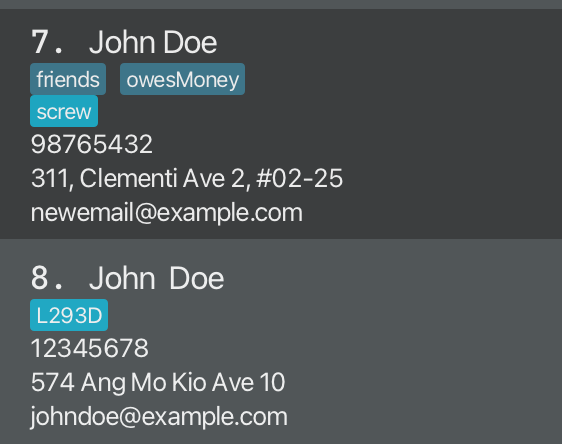 7. John Doe
friends owesMoney
screw
98765432
311, Clementi Ave 2, #02-25
newemail@example.com
8. John  Doe
L293D
12345678
574 Ang Mo Kio Ave 10
johndoe@example.com